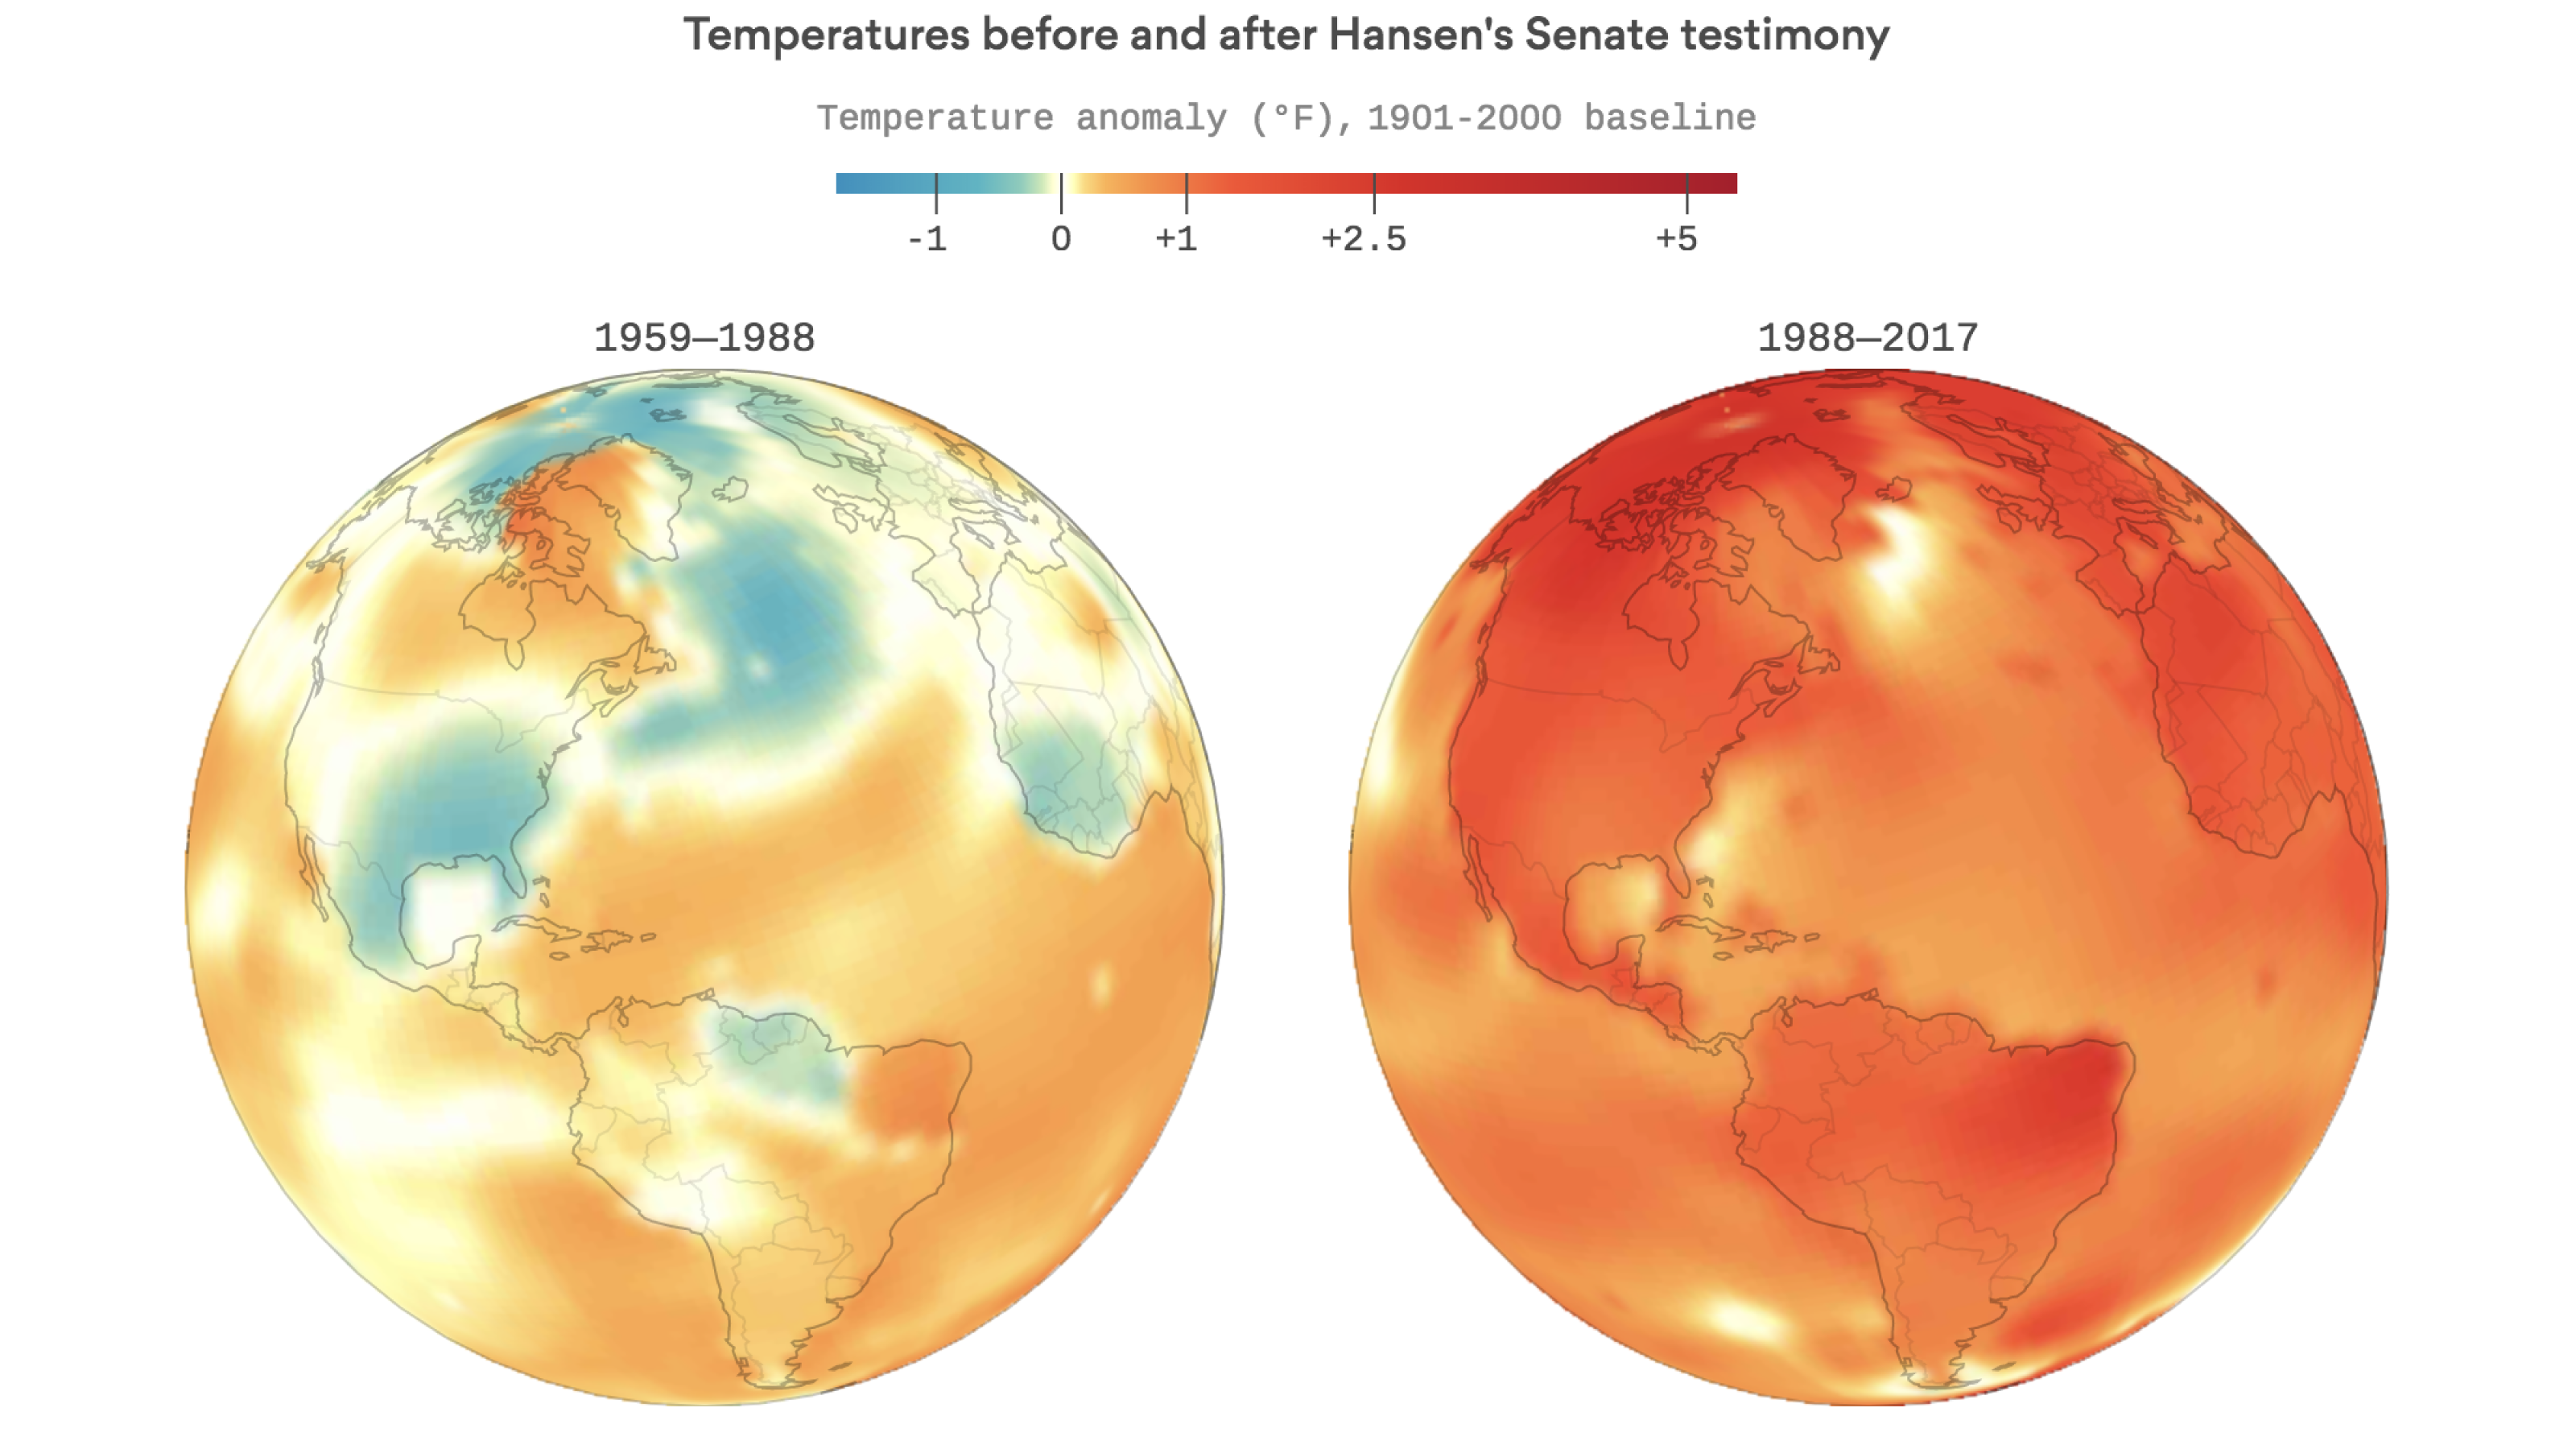 Temperatures before and after Hansen's Senate testimony
Temperature anomaly (°F), 1901-2000 baseline
-1 0 +1 +2.5 +5
1959—1988 1988—2017